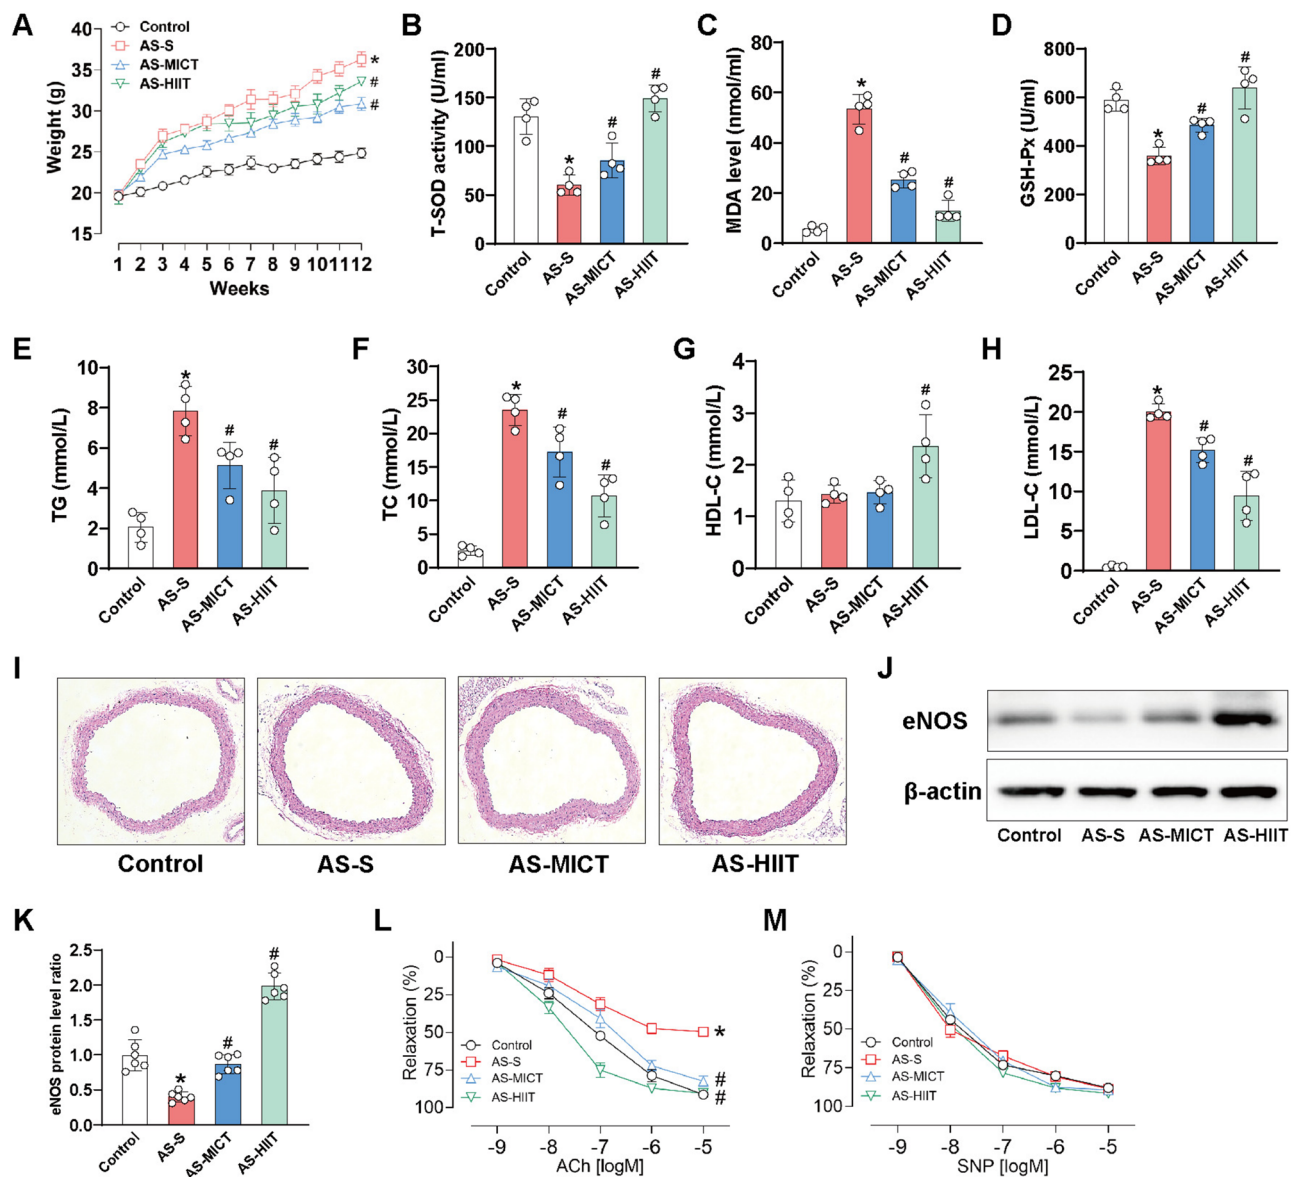 A
Weight (g)
40
35
30
25
20
15
Control
AS-S
AS-MICT
AS-HIIT
*
#
#
1 2 3 4 5 6 7 8 9 10 11 12
Weeks
B
T-SOD activity (U/ml)
200
150
100
50
0
*
#
#
Control AS-S AS-MICT AS-HIIT
C
MDA level (nmol/ml)
80
60
40
20
0
*
#
#
Control AS-S AS-MICT AS-HIIT
D
GSH-Px (U/ml)
800
600
400
200
0
*
#
#
Control AS-S AS-MICT AS-HIIT
E
TG (mmol/L)
10
8
6
4
2
0
*
#
#
Control AS-S AS-MICT AS-HIIT
F
TC (mmol/L)
30
25
20
15
10
5
0
*
#
#
Control AS-S AS-MICT AS-HIIT
G
HDL-C (mmol/L)
4
3
2
1
0
#
Control AS-S AS-MICT AS-HIIT
H
LDL-C (mmol/L)
25
20
15
10
5
0
*
#
#
Control AS-S AS-MICT AS-HIIT
I
Control AS-S AS-MICT AS-HIIT
J
eNOS
β-actin
Control AS-S AS-MICT AS-HIIT
K
eNOS protein level ratio
2.5
2.0
1.5
1.0
0.5
0.0
*
#
#
Control AS-S AS-MICT AS-HIIT
L
Relaxation (%)
0
25
50
75
100
Control
AS-S
AS-MICT
AS-HIIT
*
#
#
-9 -8 -7 -6 -5
ACh [logM]
M
Relaxation (%)
0
25
50
75
100
Control
AS-S
AS-MICT
AS-HIIT
-9 -8 -7 -6 -5
SNP [logM]